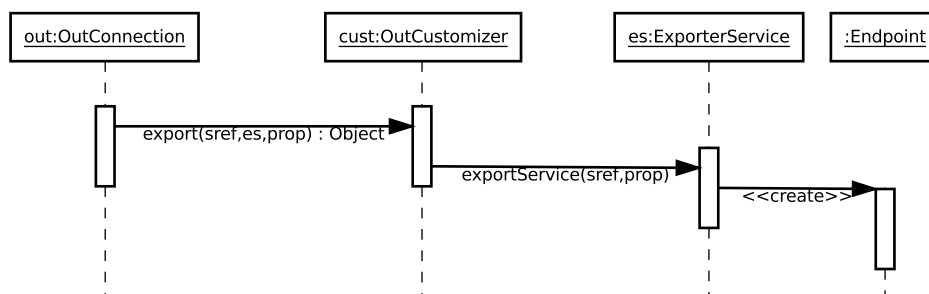 out:OutConnection
cust:OutCustomizer
es:ExporterService
:Endpoint
export(sref,es,prop) : Object
exportService(sref,prop)
<<create>>